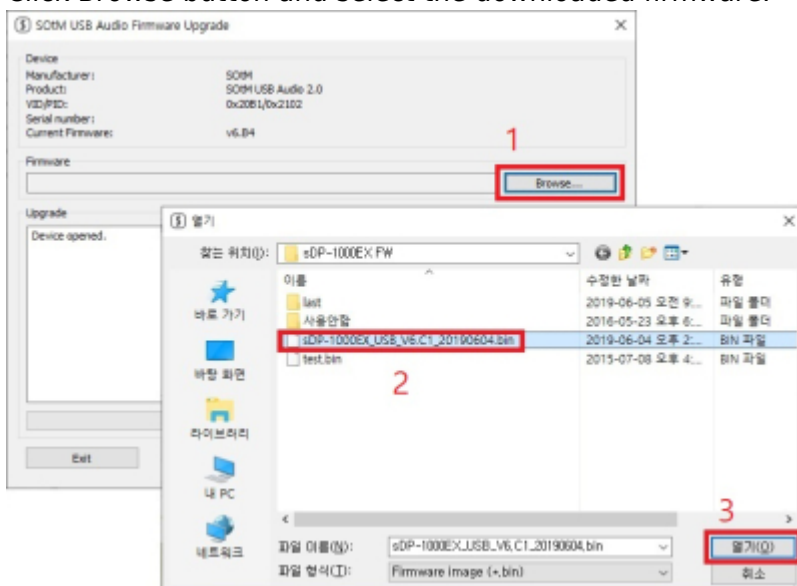 Click Browse button and select the downloaded firmware.
SOtM USB Audio Firmware Upgrade
Device
Manufacturer: SOtM
Product: SOtM USB Audio 2.0
VID/PID: 0x20B1/0x2102
Serial number:
Current Firmware: v6.B4
1
Firmware
Browse...
Upgrade
Device opened.
Exit
열기
찾는 위치(I): sDP-1000EX FW
이름 수정한 날짜 유형
last 2019-06-05 오전 9:... 파일 폴더
사용안함 2016-05-23 오후 6:... 파일 폴더
sDP-1000EX_USB_V6.C1_20190604.bin 2019-06-04 오후 2:... BIN 파일
test.bin 2015-07-08 오후 4:... BIN 파일
2
바로 가기
바탕 화면
라이브러리
내 PC
네트워크
3
파일 이름(N): sDP-1000EX_USB_V6.C1_20190604.bin 열기(O)
파일 형식(T): Firmware image (*.bin) 취소